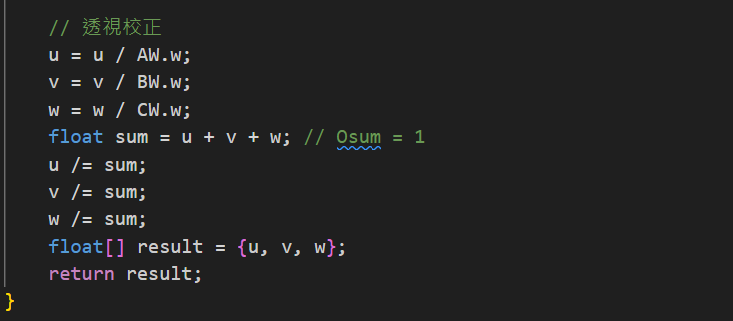 // 透視校正
u = u / AW.w;
v = v / BW.w;
w = w / CW.w;
float sum = u + v + w; // Osum = 1
u /= sum;
v /= sum;
w /= sum;
float[] result = {u, v, w};
return result;
}